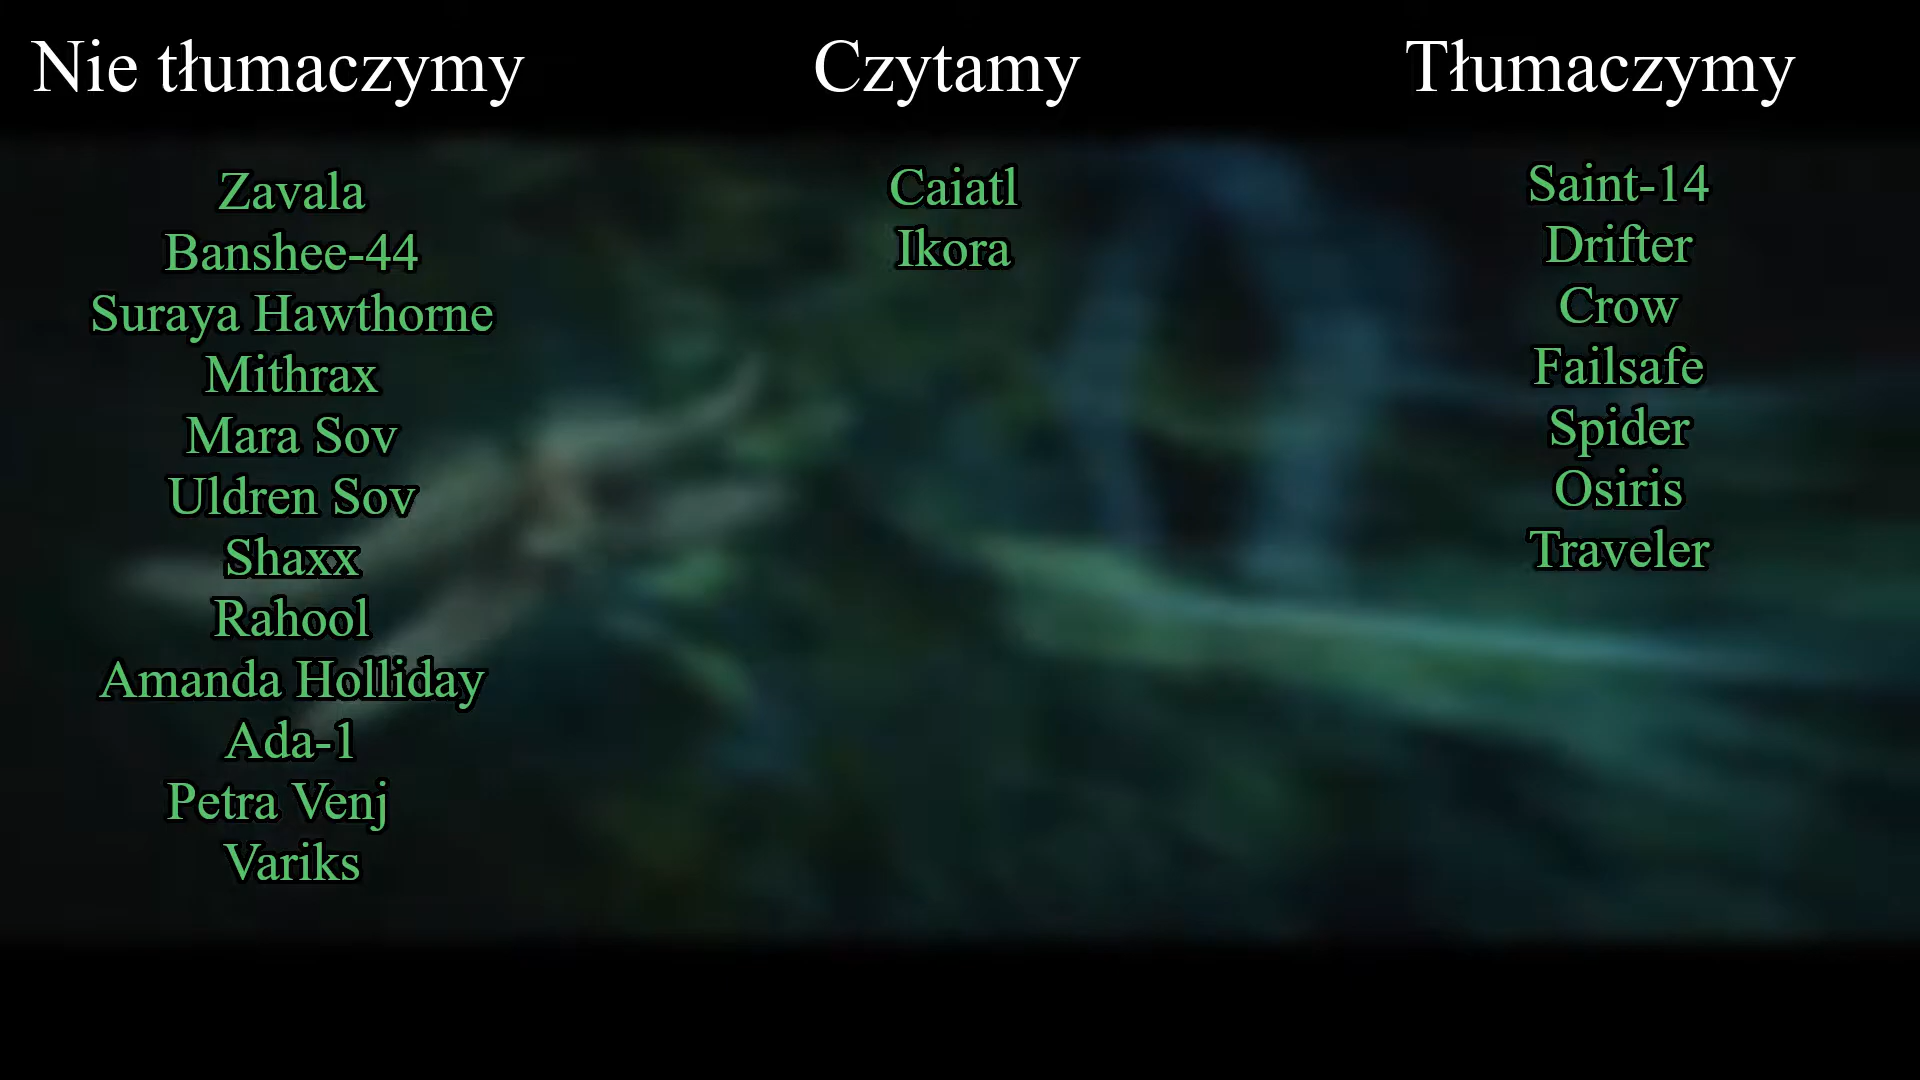 Nie tłumaczymy
Zavala
Banshee-44
Suraya Hawthorne
Mithrax
Mara Sov
Uldren Sov
Shaxx
Rahool
Amanda Holliday
Ada-1
Petra Venj
Variks
Czytamy
Caiatl
Ikora
Tłumaczymy
Saint-14
Drifter
Crow
Failsafe
Spider
Osiris
Traveler